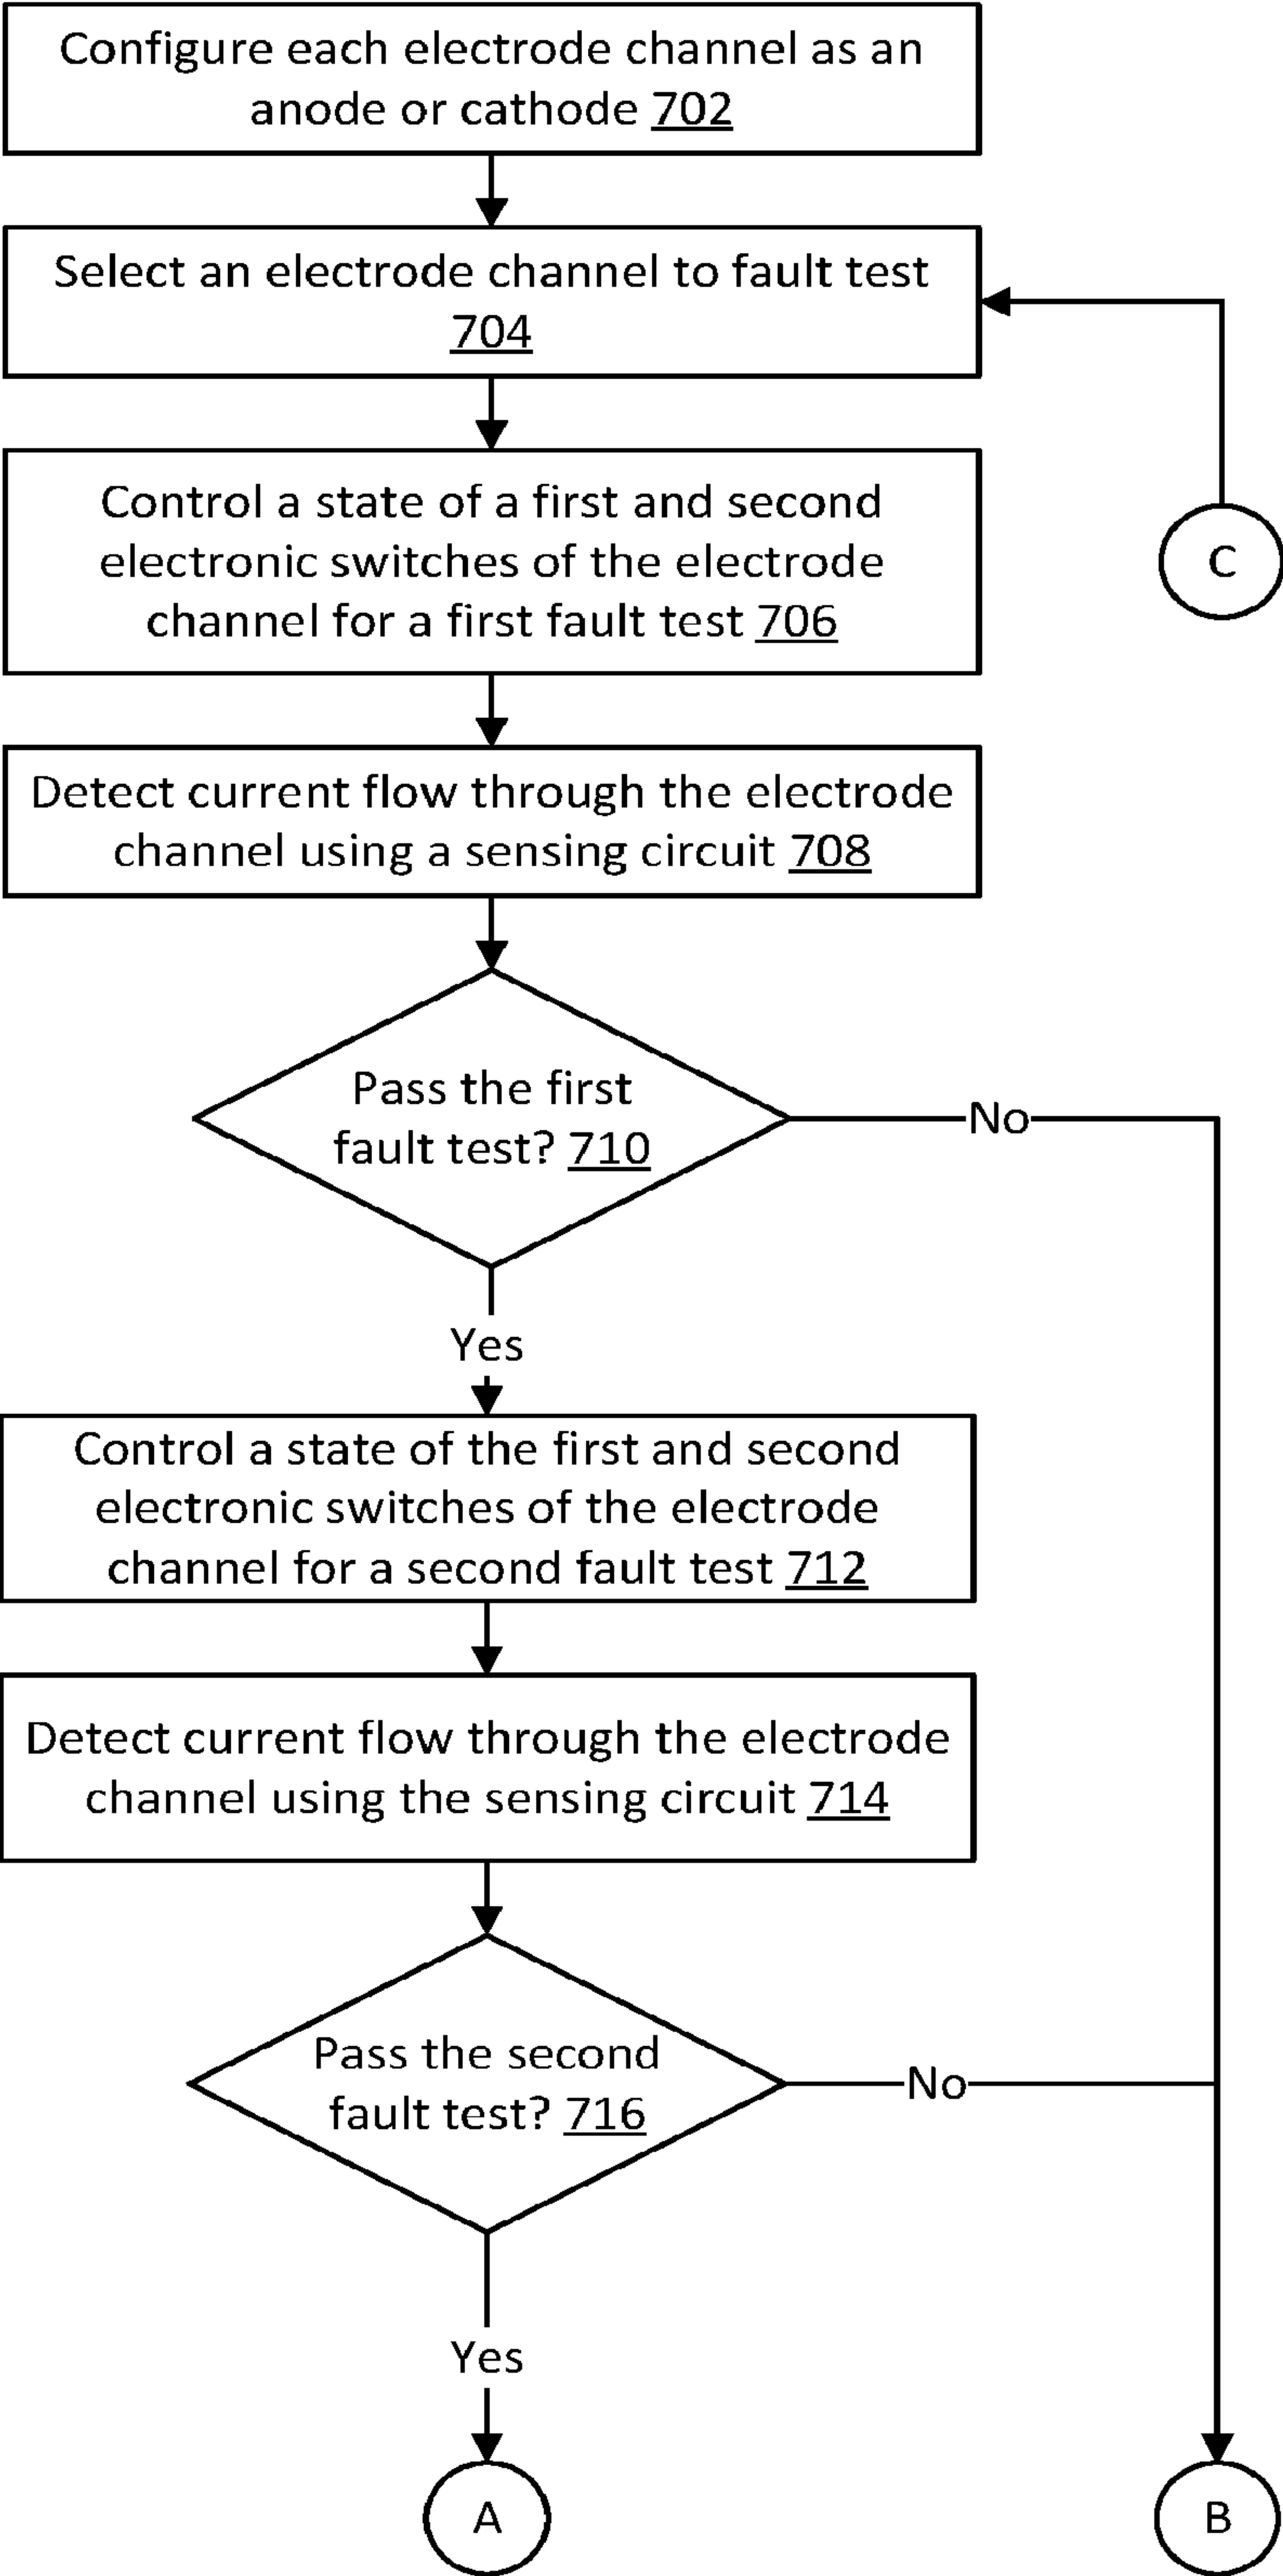 Configure each electrode channel as an
anode or cathode 702
Select an electrode channel to fault test
704
Control a state of a first and second
electronic switches of the electrode
channel for a first fault test 706
C
Detect current flow through the electrode
channel using a sensing circuit 708
Pass the first
fault test? 710
No
Yes
Control a state of the first and second
electronic switches of the electrode
channel for a second fault test 712
Detect current flow through the electrode
channel using the sensing circuit 714
Pass the second
fault test? 716
No
Yes
A
B